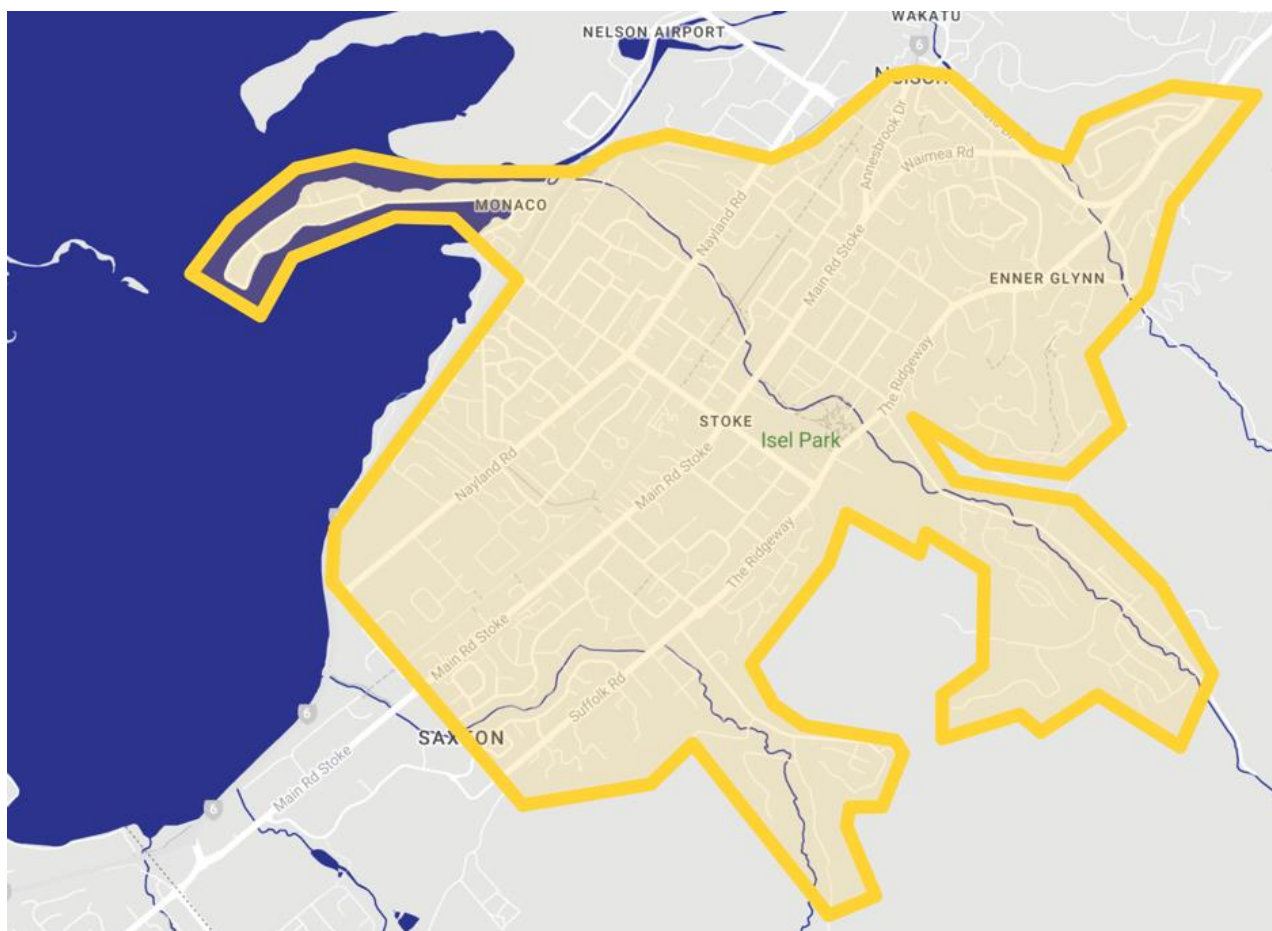 WAKATU
NELSON AIRPORT
6
Annesbrook Dr
Waimea Rd
MONACO
Nayland Rd
Main Rd Stoke
ENNER GLYNN
The Ridgeway
STOKE
Isel Park
Nayland Rd
Main Rd Stoke
The Ridgeway
Main Rd Stoke
Suffolk Rd
6
SAXTON
Main Rd Stoke
6